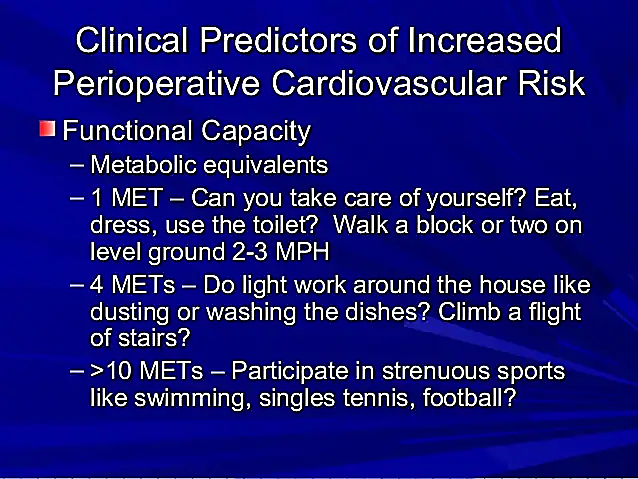 Clinical Predictors of Increased
Perioperative Cardiovascular Risk
Functional Capacity
– Metabolic equivalents
– 1 MET – Can you take care of yourself? Eat,
dress, use the toilet?  Walk a block or two on
level ground 2-3 MPH
– 4 METs – Do light work around the house like
dusting or washing the dishes? Climb a flight
of stairs?
– >10 METs – Participate in strenuous sports
like swimming, singles tennis, football?